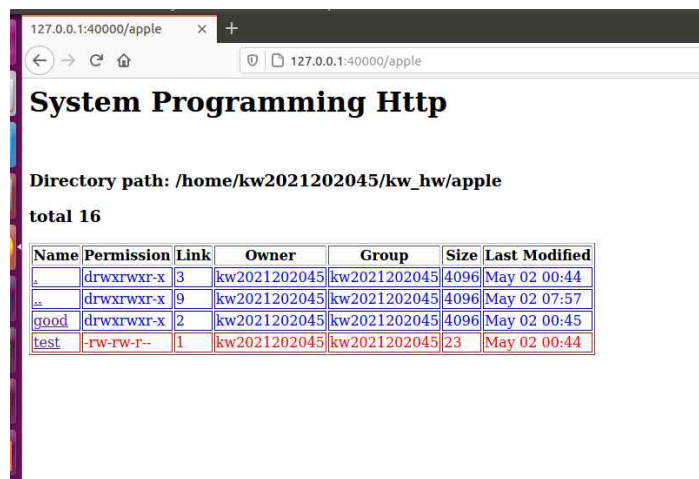 127.0.0.1:40000/apple × +
127.0.0.1:40000/apple
System Programming Http
Directory path: /home/kw2021202045/kw_hw/apple
total 16
Name Permission Link Owner Group Size Last Modified
. drwxrwxr-x 3 kw2021202045 kw2021202045 4096 May 02 00:44
.. drwxrwxr-x 9 kw2021202045 kw2021202045 4096 May 02 07:57
good drwxrwxr-x 2 kw2021202045 kw2021202045 4096 May 02 00:45
test -rw-rw-r-- 1 kw2021202045 kw2021202045 23 May 02 00:44